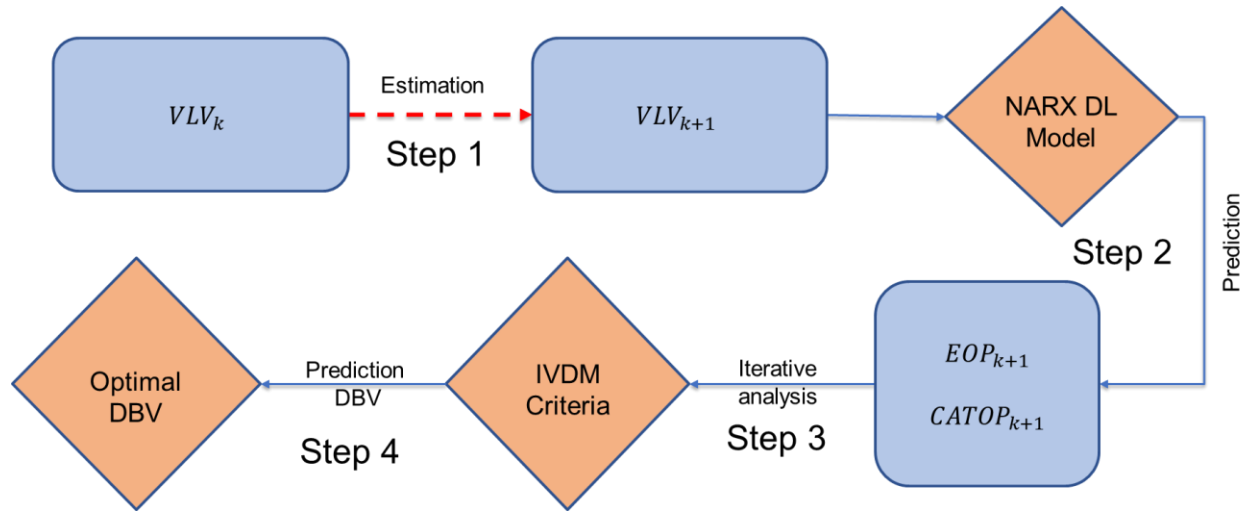 VLV_k
Estimation
Step 1
VLV_{k+1}
NARX DL
Model
Step 2
Prediction
EOP_{k+1}
CATOP_{k+1}
Iterative
analysis
Step 3
IVDM
Criteria
Prediction
DBV
Step 4
Optimal
DBV